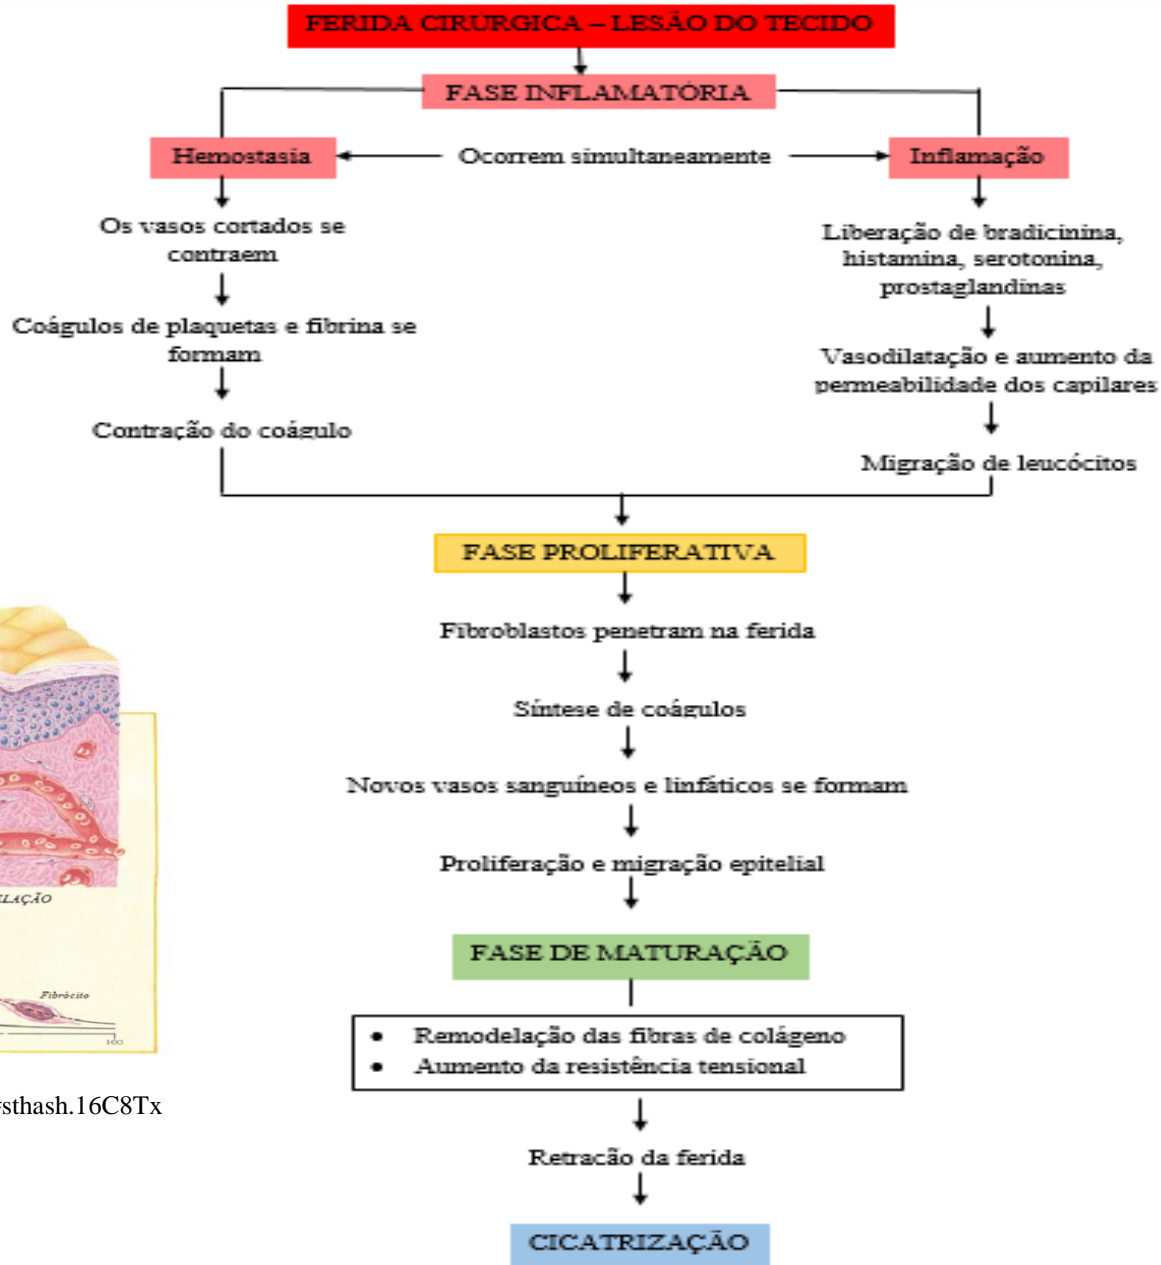 FERIDA CIRÚRGICA – LESÃO DO TECIDO
FASE INFLAMATÓRIA
Hemostasia
Ocorrem simultaneamente
Inflamação
Os vasos cortados se
contraem
Coágulos de plaquetas e fibrina se
formam
Contração do coágulo
Liberação de bradicinina,
histamina, serotonina,
prostaglandinas
Vasodilatação e aumento da
permeabilidade dos capilares
Migração de leucócitos
FASE PROLIFERATIVA
Fibroblastos penetram na ferida
Síntese de coágulos
Novos vasos sanguíneos e linfáticos se formam
Proliferação e migração epitelial
FASE DE MATURAÇÃO
• Remodelação das fibras de colágeno
• Aumento da resistência tensional
Retração da ferida
CICATRIZAÇÃO
LAÇÃO
Fibrócito
100
sthash.16C8Tx